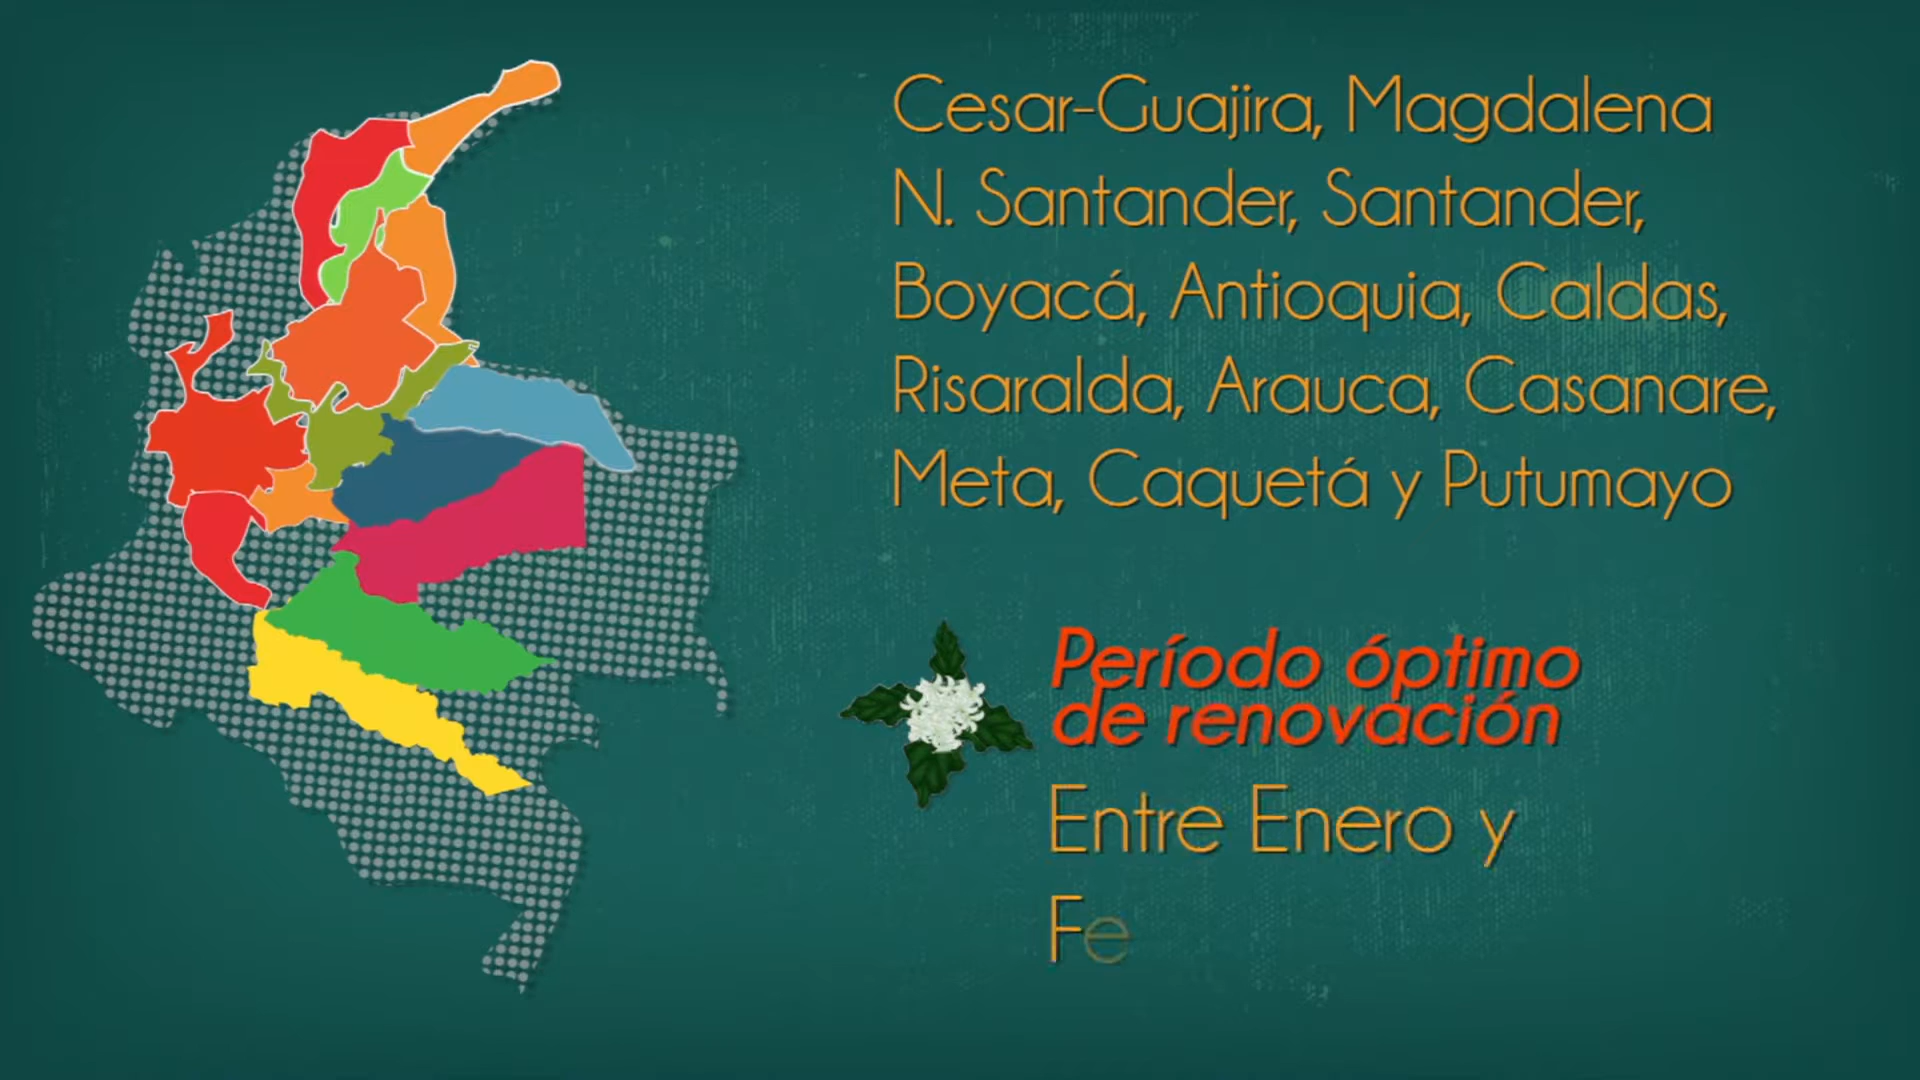 Cesar-Guajira, Magdalena
N. Santander, Santander,
Boyacá, Antioquia, Caldas,
Risaralda, Arauca, Casanare,
Meta, Caquetá y Putumayo
Período óptimo
de renovación
Entre Enero y
Fe